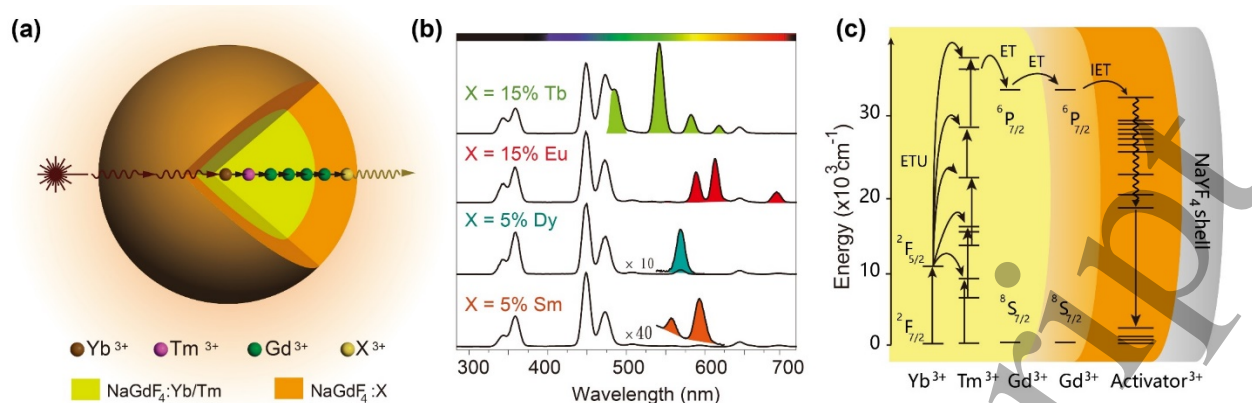 (a)
Yb 3+
Tm 3+
Gd 3+
X 3+
NaGdF4:Yb/Tm
NaGdF4:X
(b)
X = 15% Tb
X = 15% Eu
X = 5% Dy
× 10
X = 5% Sm
×40
300 400 500 600 700
Wavelength (nm)
(c)
Energy (x10³cm⁻¹)
30
20
10
0
ET
ET
IET
ETU
⁶P7/2
⁶P7/2
²F5/2
²F7/2
⁸S7/2
⁸S7/2
NaYF4 shell
Yb3+ Tm3+ Gd3+ Gd3+ Activator3+